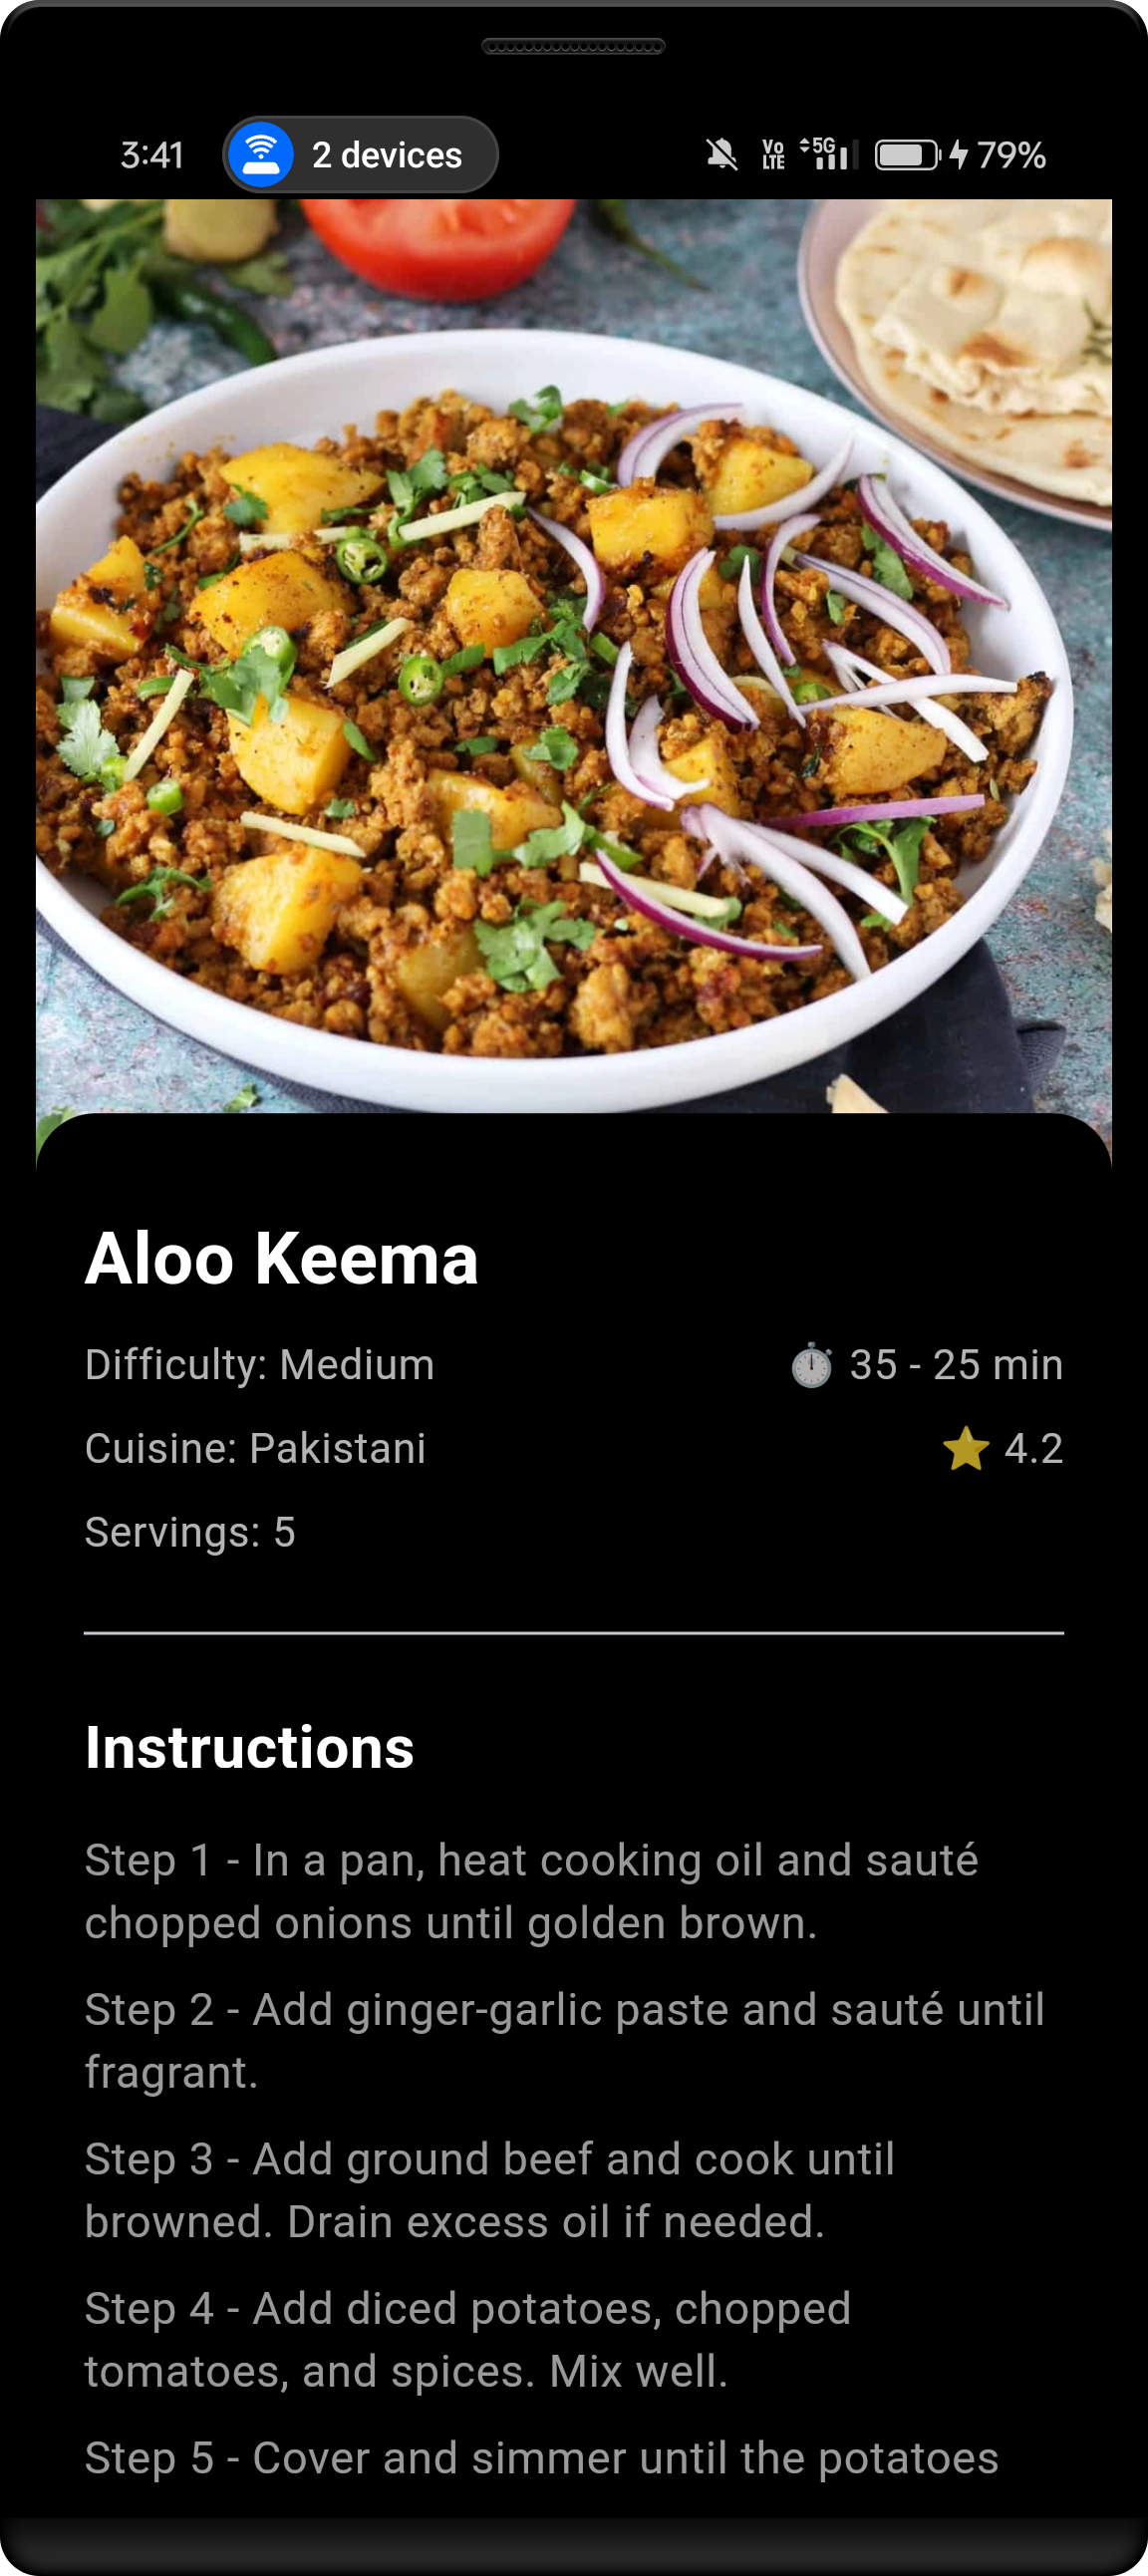 3:41 2 devices Vo LTE 5G 79%
Aloo Keema
Difficulty: Medium ⏱ 35 - 25 min
Cuisine: Pakistani ⭐ 4.2
Servings: 5
Instructions
Step 1 - In a pan, heat cooking oil and sauté
chopped onions until golden brown.
Step 2 - Add ginger-garlic paste and sauté until
fragrant.
Step 3 - Add ground beef and cook until
browned. Drain excess oil if needed.
Step 4 - Add diced potatoes, chopped
tomatoes, and spices. Mix well.
Step 5 - Cover and simmer until the potatoes